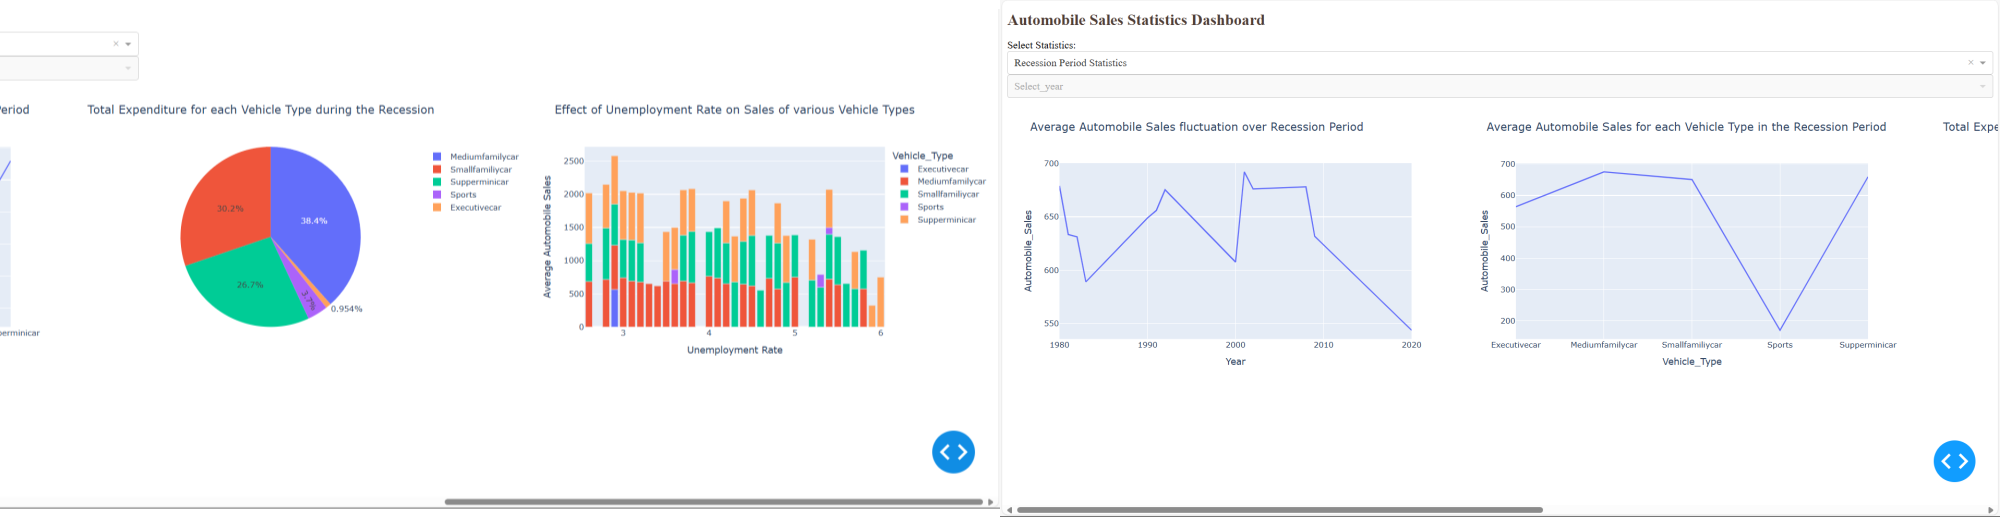 × 
Period
Total Expenditure for each Vehicle Type during the Recession
30.2%
38.4%
26.7%
3.7%
0.954%
Mediumfamilycar
Smallfamiliycar
Supperminicar
Sports
Executivecar
perminicar
Effect of Unemployment Rate on Sales of various Vehicle Types
Average Automobile Sales
2500
2000
1500
1000
500
0
3 4 5 6
Unemployment Rate
Vehicle_Type
Executivecar
Mediumfamilycar
Smallfamiliycar
Sports
Supperminicar
Automobile Sales Statistics Dashboard
Select Statistics:
Recession Period Statistics ×
Select_year
Average Automobile Sales fluctuation over Recession Period
Automobile_Sales
700
650
600
550
1980 1990 2000 2010 2020
Year
Average Automobile Sales for each Vehicle Type in the Recession Period
Automobile_Sales
700
600
500
400
300
200
Executivecar Mediumfamilycar Smallfamiliycar Sports Supperminicar
Vehicle_Type
Total Expe